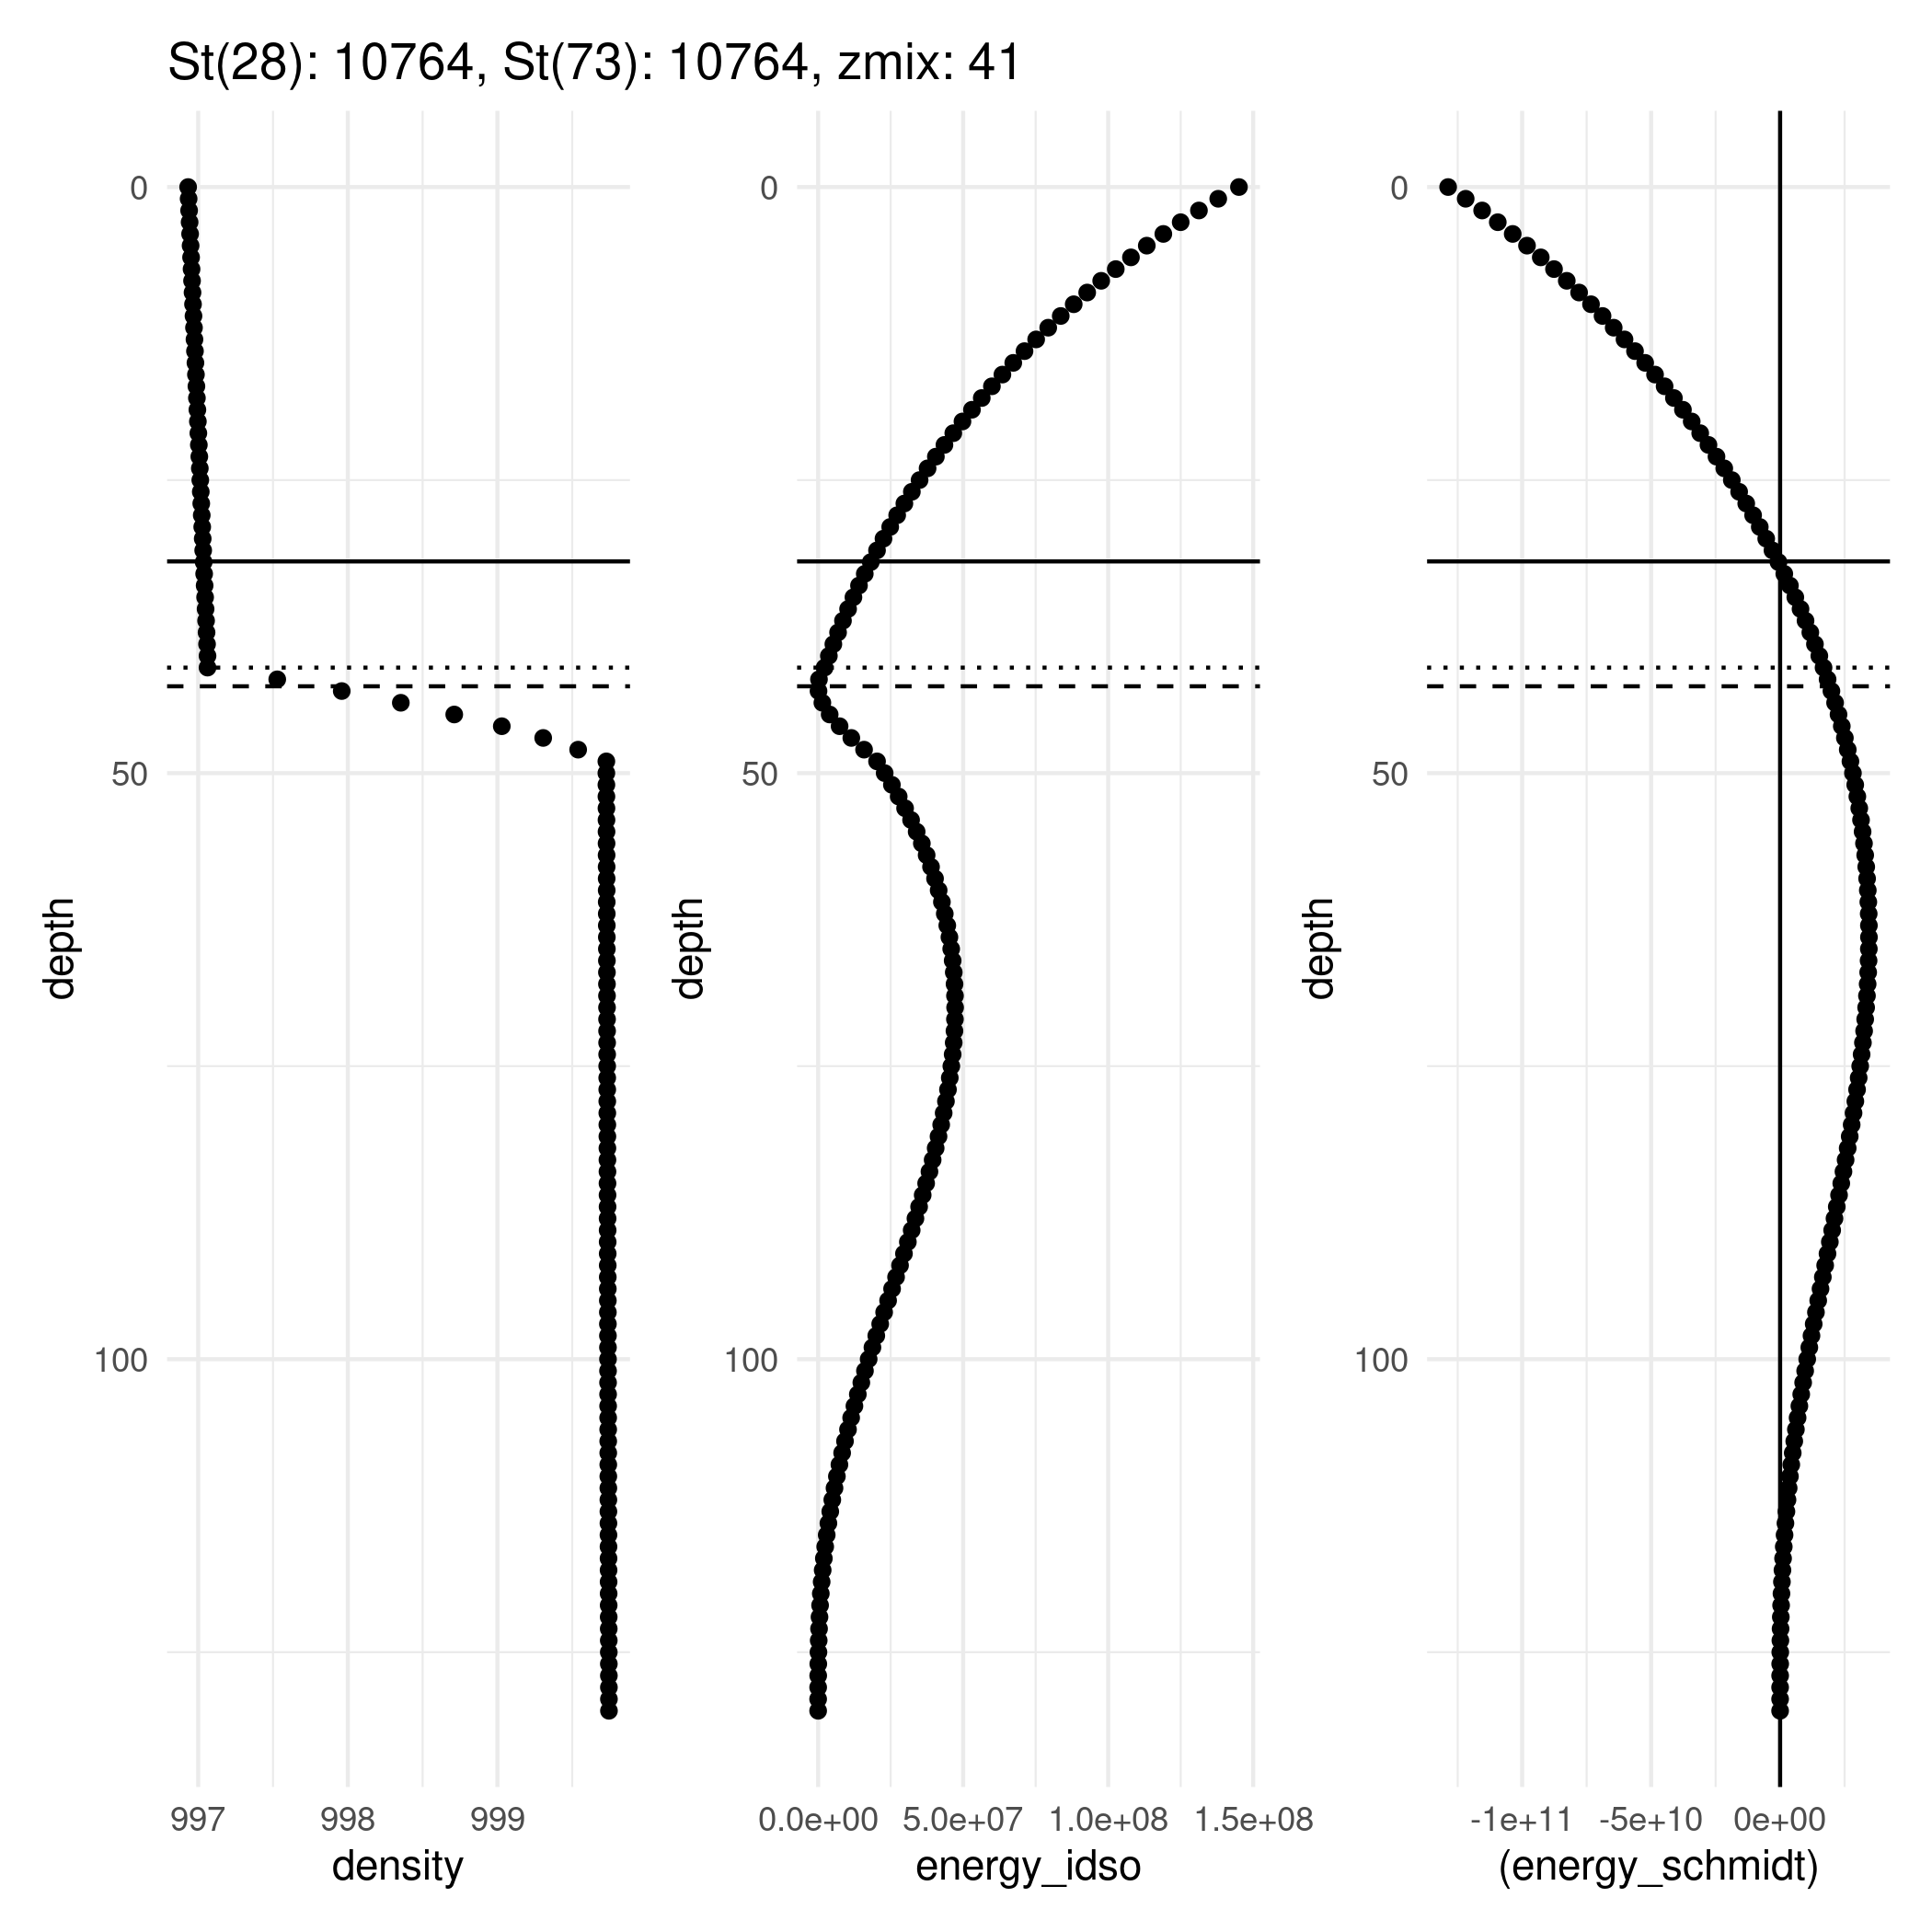 St(28): 10764, St(73): 10764, zmix: 41
0
50
100
depth
997
998
999
density
0
50
100
depth
0.0e+00
5.0e+07
1.0e+08
1.5e+08
energy_idso
0
50
100
depth
-1e+11
-5e+10
0e+00
(energy_schmidt)